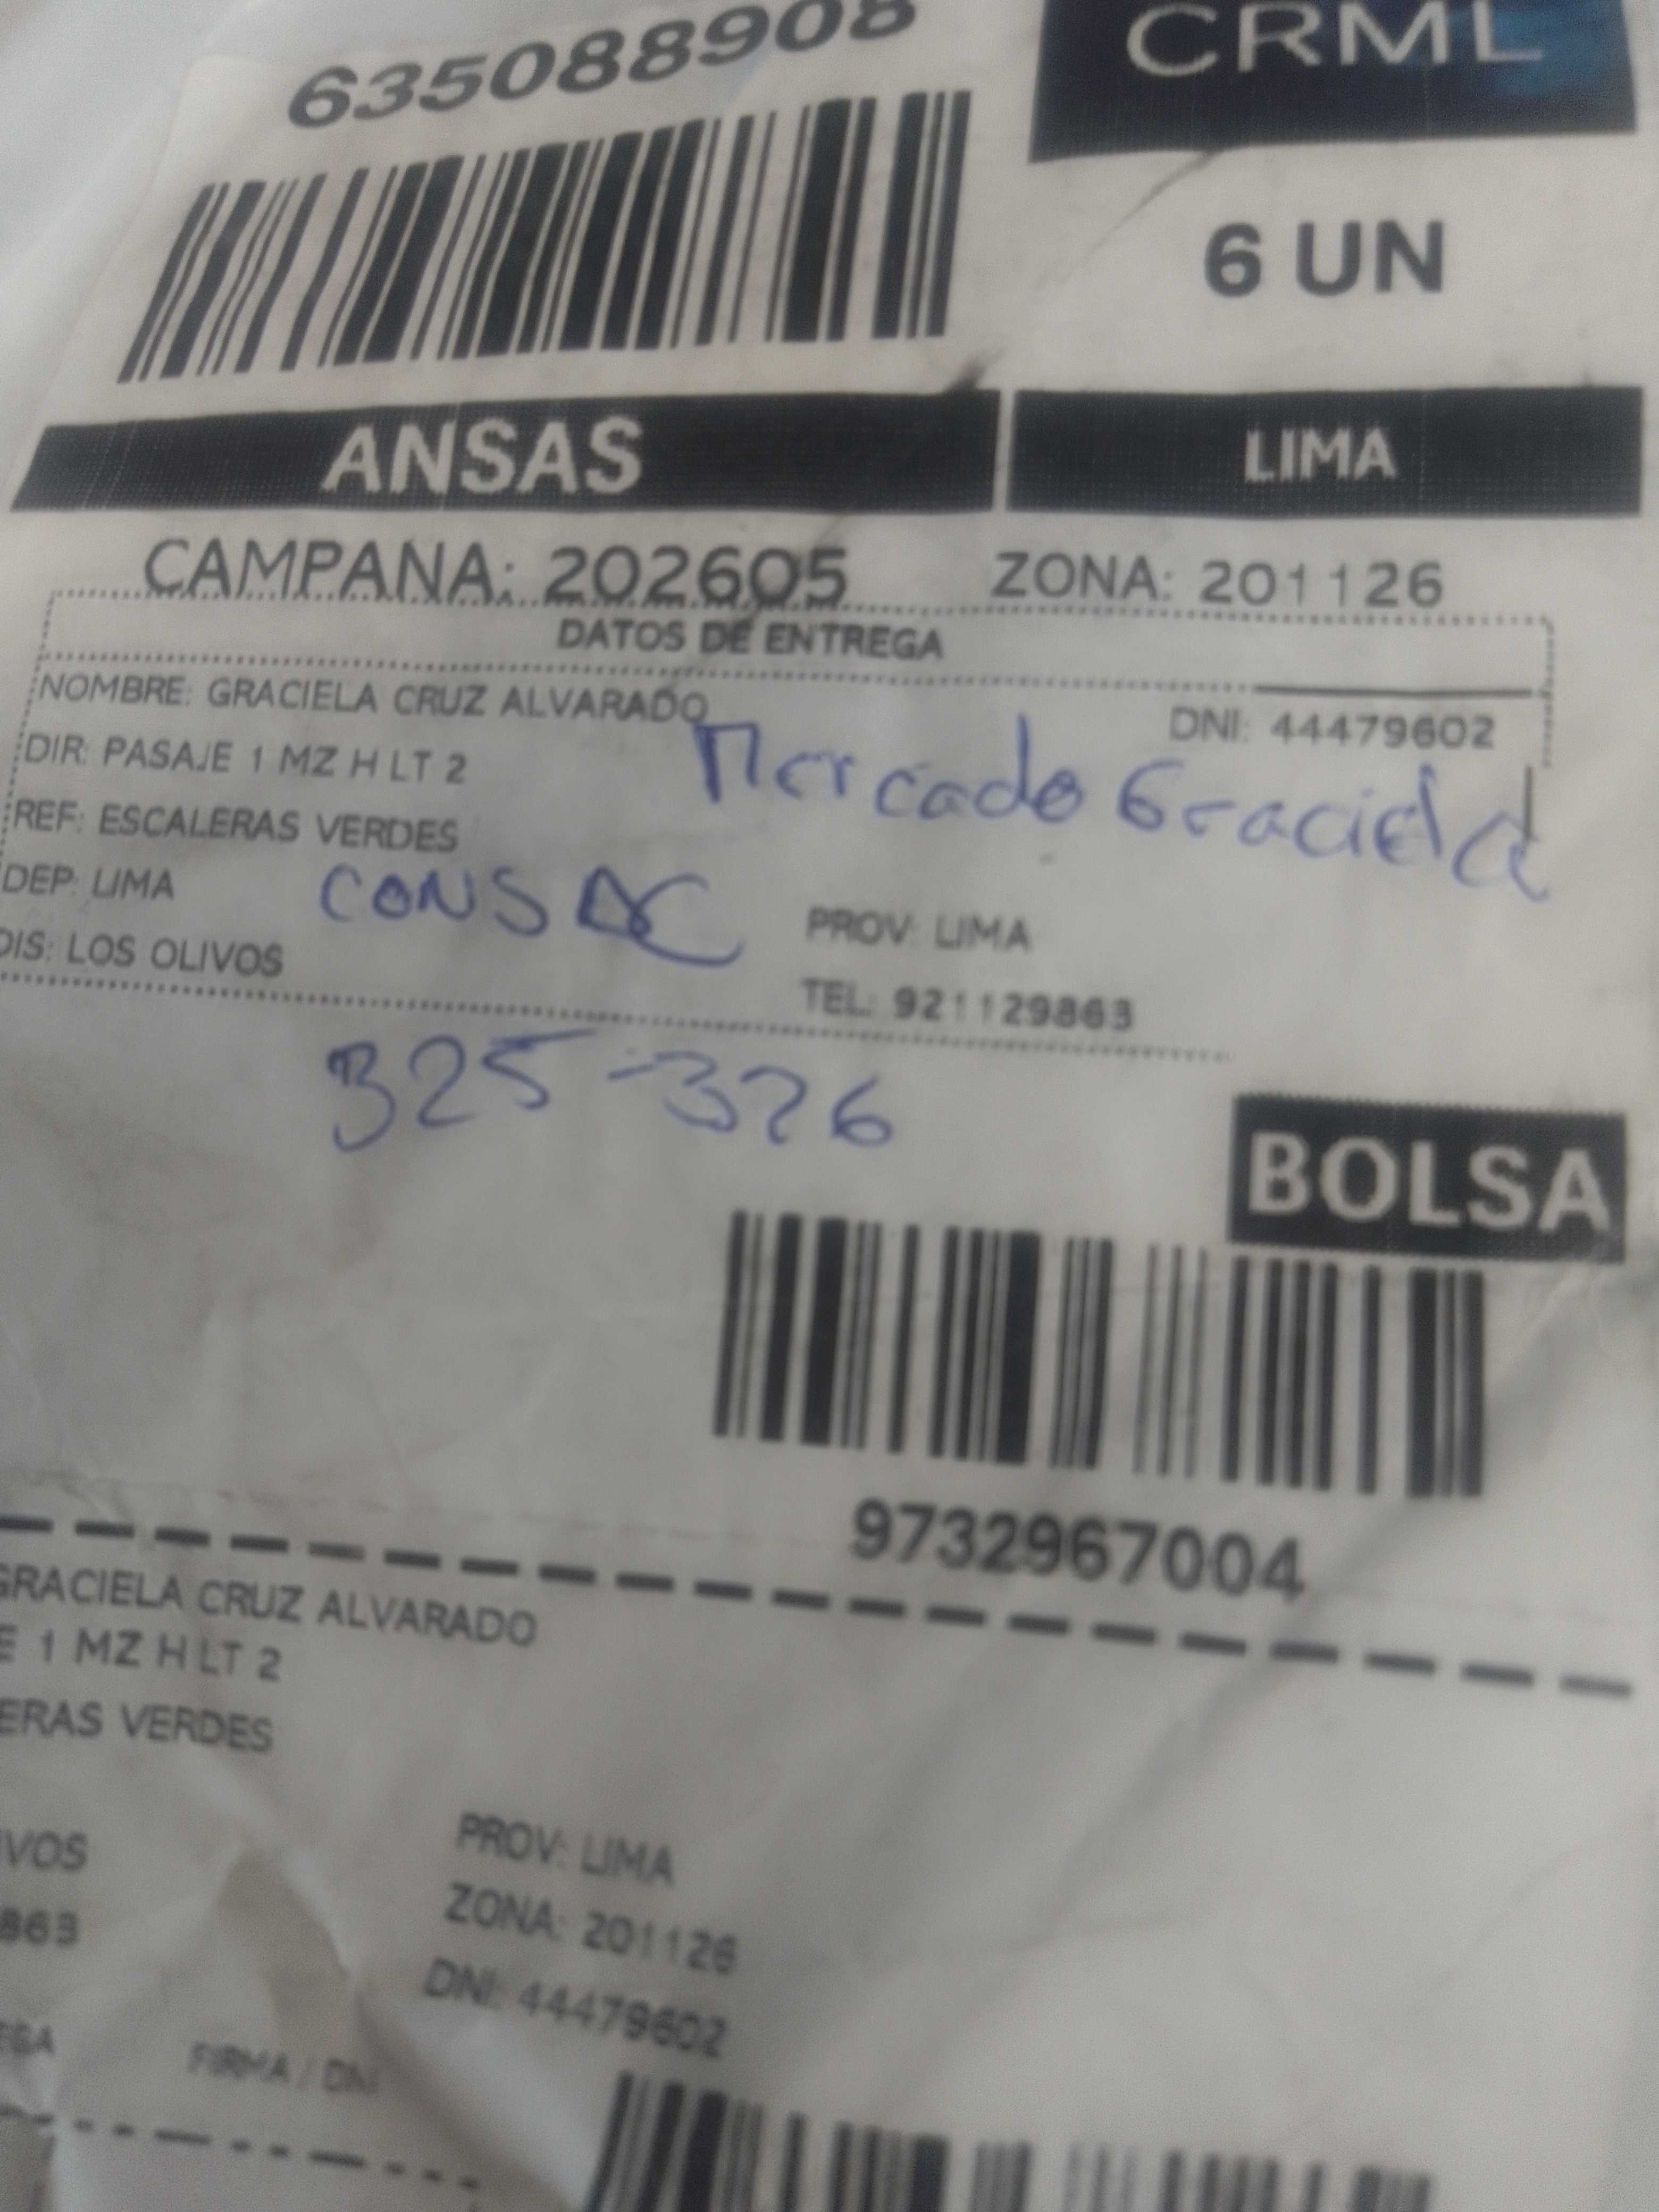 635088908
CRML
6 UN
ANSAS
LIMA
CAMPANA: 202605 ZONA: 201126
DATOS DE ENTREGA
NOMBRE: GRACIELA CRUZ ALVARADO
DNI: 44479602
DIR: PASAJE 1 MZ H LT 2
Mercado Graciela
REF: ESCALERAS VERDES
DEP: LIMA
CONSAC
PROV: LIMA
DIS: LOS OLIVOS
TEL: 921129863
325-326
BOLSA
9732967004
GRACIELA CRUZ ALVARADO
E 1 MZ H LT 2
ERAS VERDES
IVOS
PROV: LIMA
863
ZONA: 201126
DNI: 44479602
EGA
FIRMA / DNI